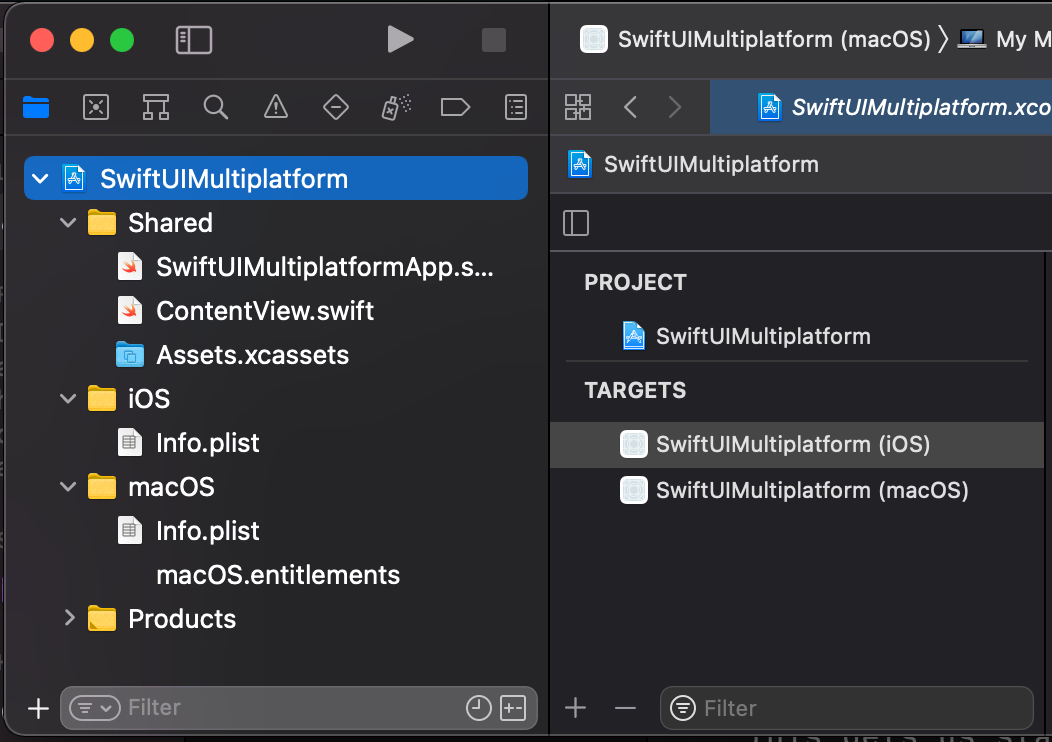 SwiftUIMultiplatform (macOS) 〉 My M
SwiftUIMultiplatform.xco
SwiftUIMultiplatform
SwiftUIMultiplatform
Shared
SwiftUIMultiplatformApp.s...
ContentView.swift
Assets.xcassets
iOS
Info.plist
macOS
Info.plist
macOS.entitlements
Products
Filter
PROJECT
SwiftUIMultiplatform
TARGETS
SwiftUIMultiplatform (iOS)
SwiftUIMultiplatform (macOS)
Filter